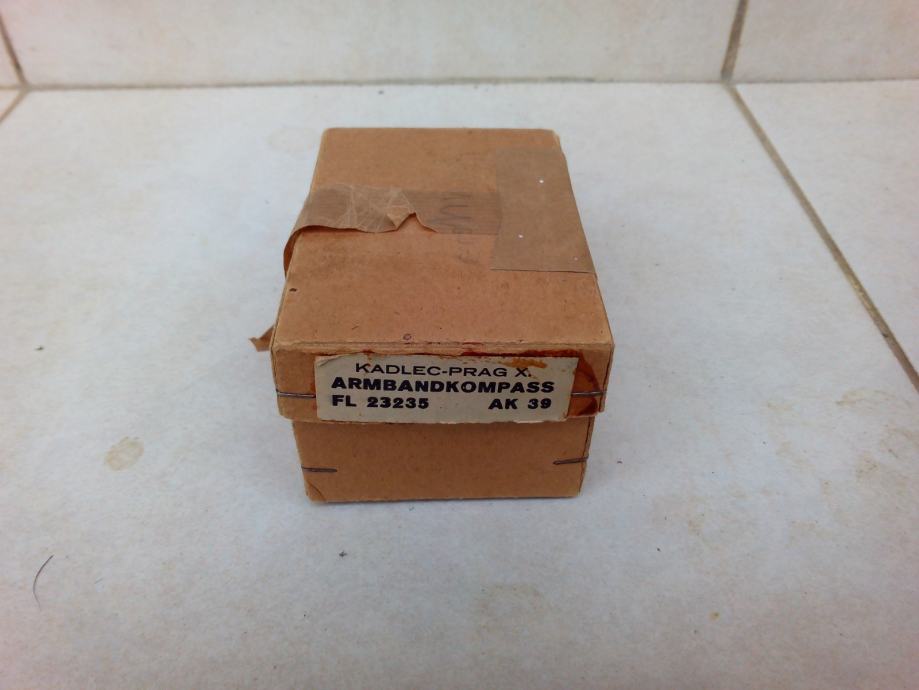 KADLEC-PRAG X.
ARMBANDKOMPASS
FL 23235 AK 39